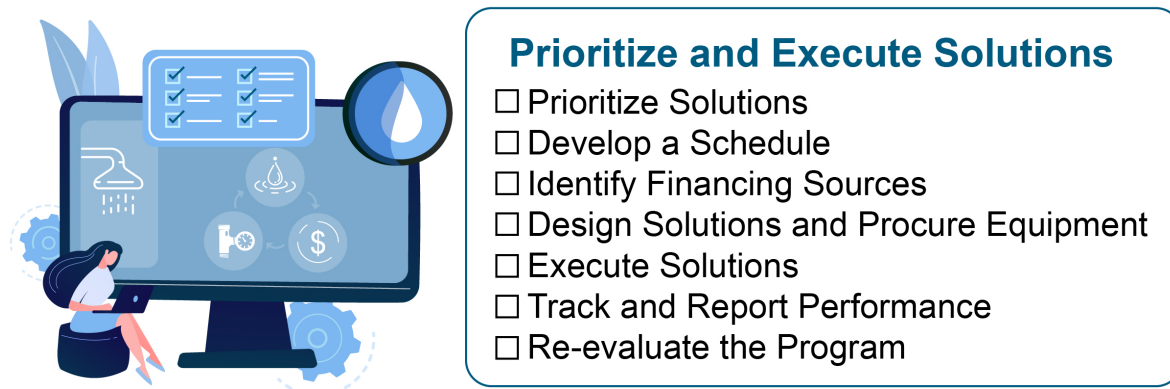 Prioritize and Execute Solutions
☐ Prioritize Solutions
☐ Develop a Schedule
☐ Identify Financing Sources
☐ Design Solutions and Procure Equipment
☐ Execute Solutions
☐ Track and Report Performance
☐ Re-evaluate the Program
$